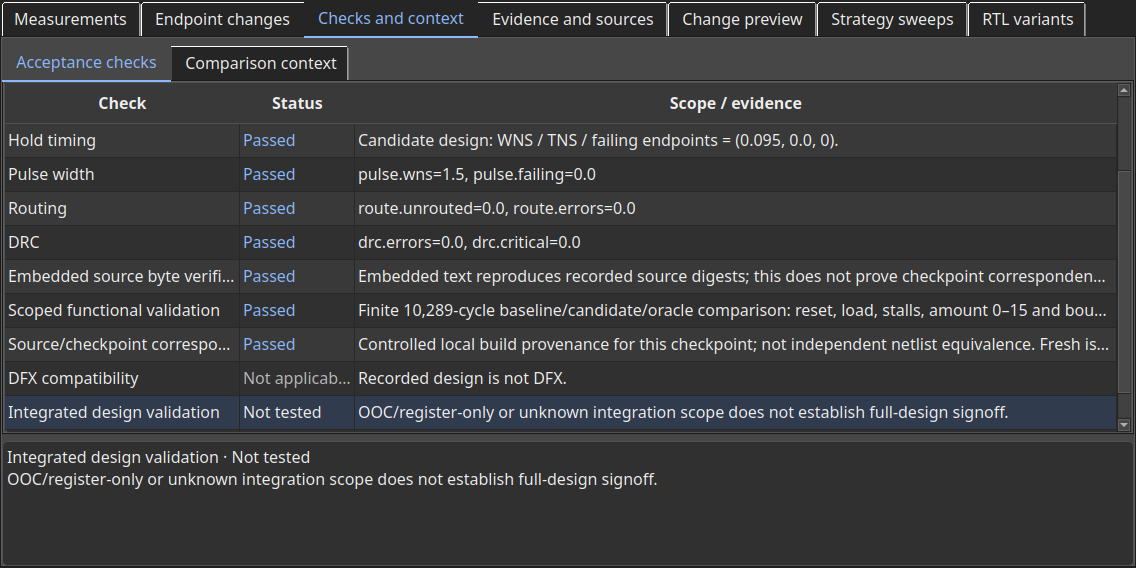 Measurements Endpoint changes Checks and context Evidence and sources Change preview Strategy sweeps RTL variants
Acceptance checks Comparison context
Check Status Scope / evidence
Hold timing Passed Candidate design: WNS / TNS / failing endpoints = (0.095, 0.0, 0).
Pulse width Passed pulse.wns=1.5, pulse.failing=0.0
Routing Passed route.unrouted=0.0, route.errors=0.0
DRC Passed drc.errors=0.0, drc.critical=0.0
Embedded source byte verifi... Passed Embedded text reproduces recorded source digests; this does not prove checkpoint corresponden...
Scoped functional validation Passed Finite 10,289-cycle baseline/candidate/oracle comparison: reset, load, stalls, amount 0–15 and bou...
Source/checkpoint correspo... Passed Controlled local build provenance for this checkpoint; not independent netlist equivalence. Fresh is...
DFX compatibility Not applicab... Recorded design is not DFX.
Integrated design validation Not tested OOC/register-only or unknown integration scope does not establish full-design signoff.
Integrated design validation · Not tested
OOC/register-only or unknown integration scope does not establish full-design signoff.